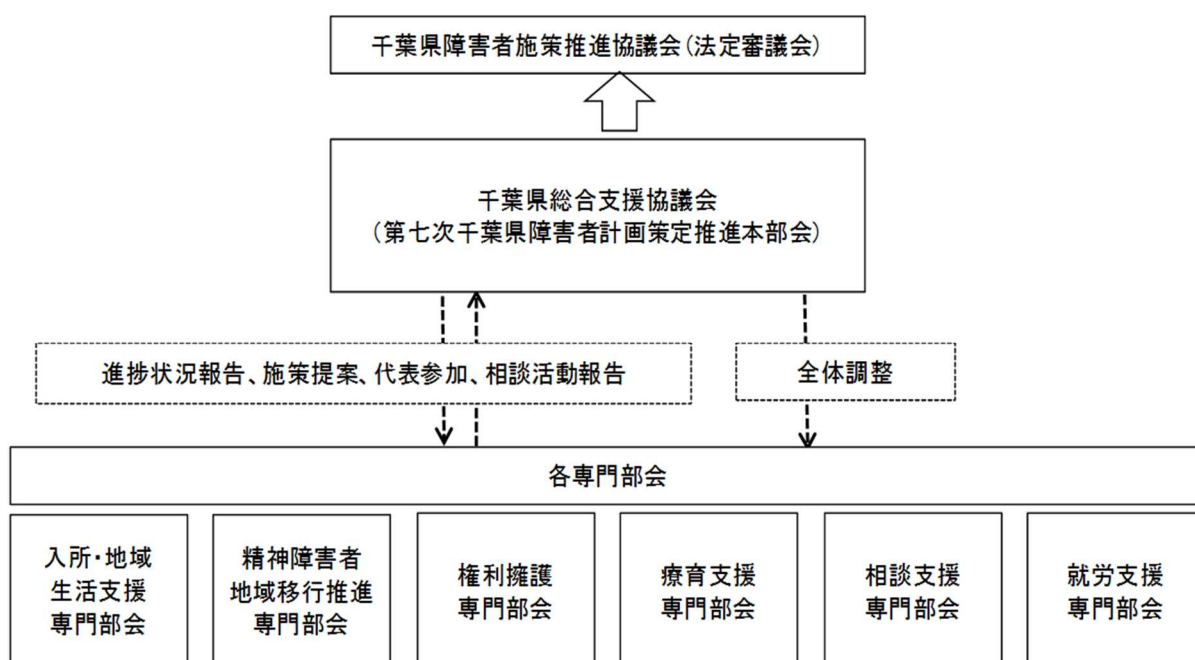 千葉県障害者施策推進協議会(法定審議会)
千葉県総合支援協議会
(第七次千葉県障害者計画策定推進本部会)
進捗状況報告、施策提案、代表参加、相談活動報告
全体調整
各専門部会
入所・地域
生活支援
専門部会
精神障害者
地域移行推進
専門部会
権利擁護
専門部会
療育支援
専門部会
相談支援
専門部会
就労支援
専門部会